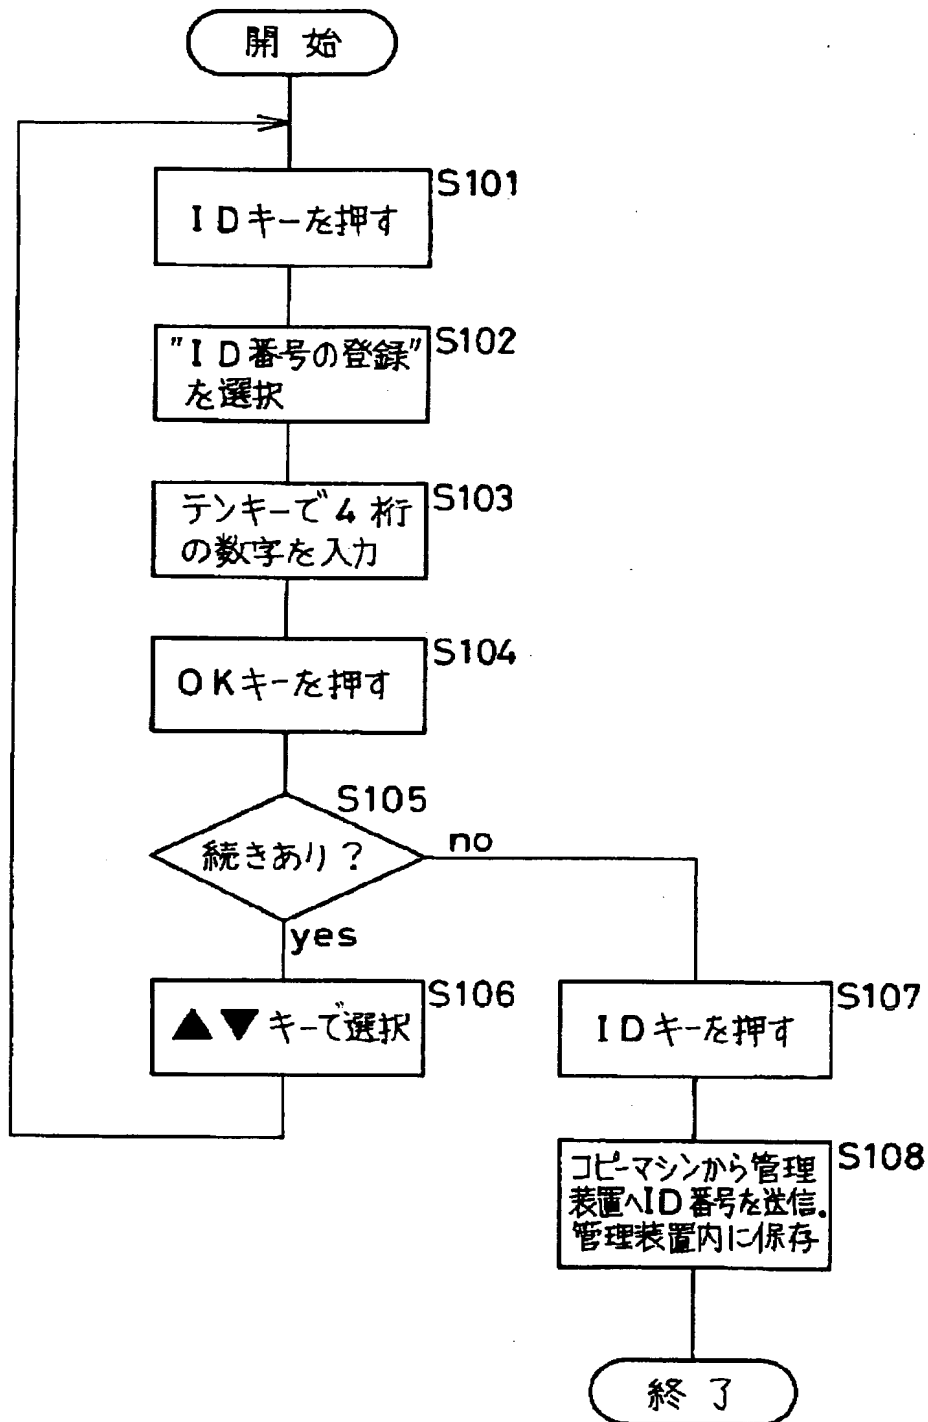 開始
S101
IDキーを押す
S102
"ID番号の登録"
を選択
S103
テンキーで4桁
の数字を入力
S104
OKキーを押す
S105
続きあり?
no
yes
S106
▲▼キーで選択
S107
IDキーを押す
S108
コピーマシンから管理
装置へID番号を送信.
管理装置内に保存
終了